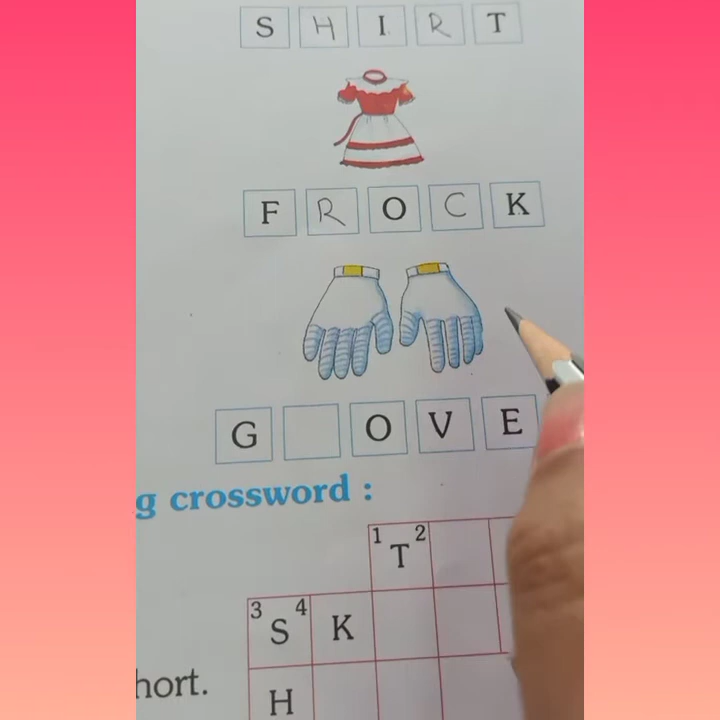 S H I R T
F R O C K
G O V E
g crossword :
1 T 2
3 S 4 K
hort.
H